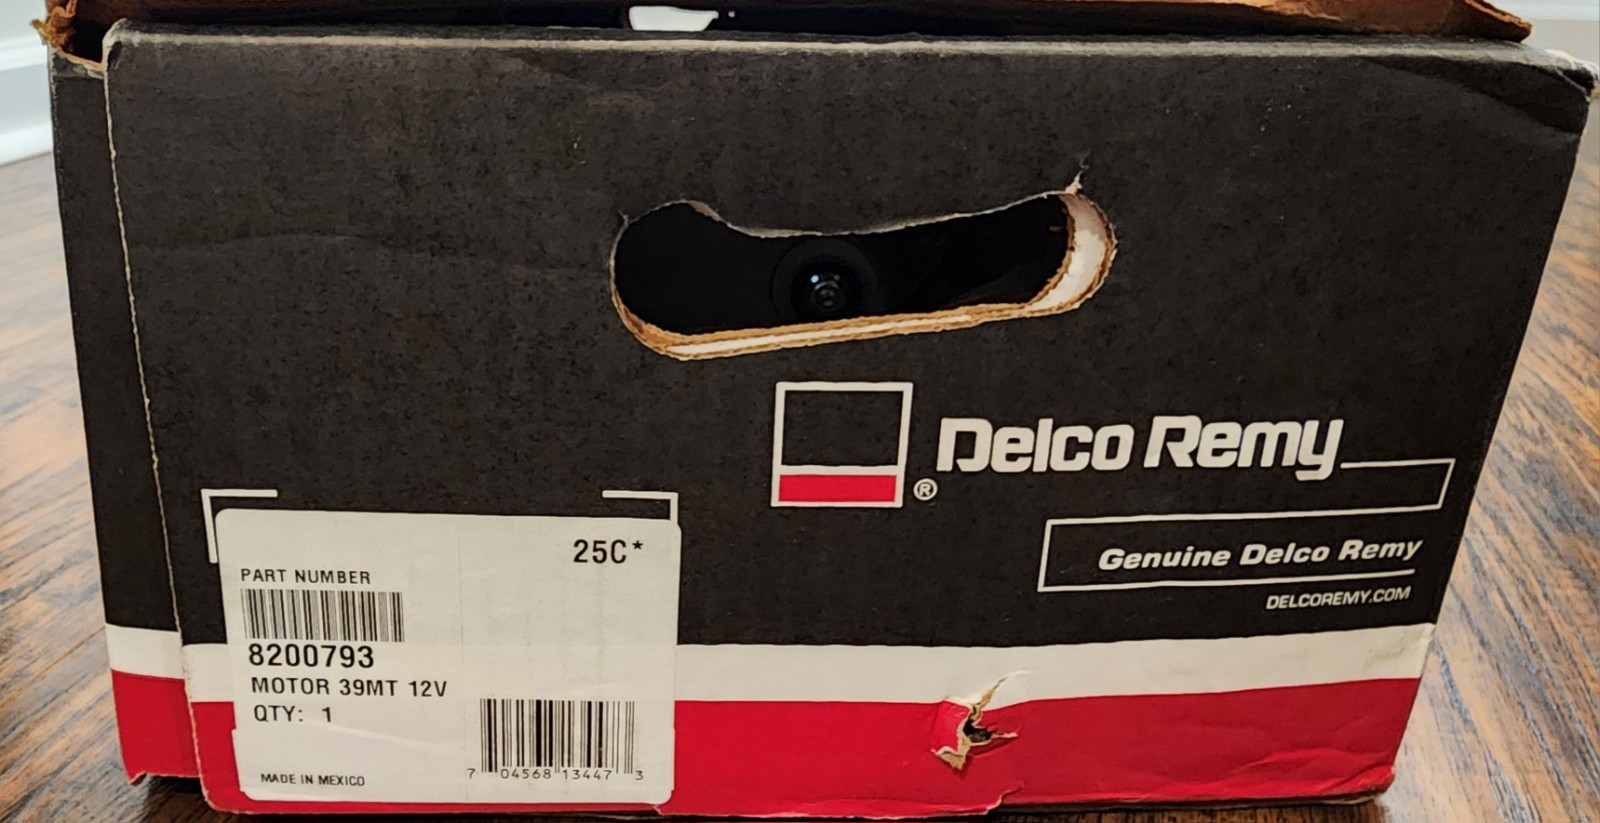 Delco Remy
®
Genuine Delco Remy
DELCOREMY.COM
25C*
PART NUMBER
8200793
MOTOR 39MT 12V
QTY: 1
7 04568 13447 3
MADE IN MEXICO